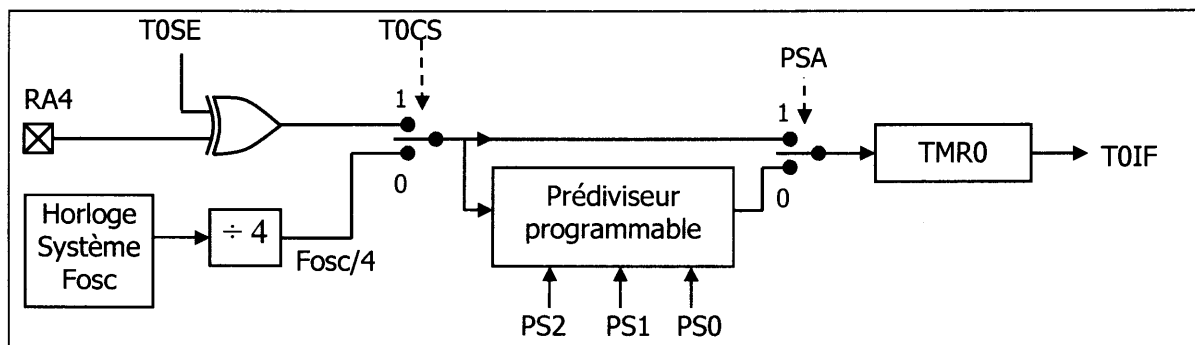 T0SE
T0CS
PSA
RA4
1
1
TMR0
T0IF
0
0
Horloge
Système
Fosc
÷ 4
Fosc/4
Prédiviseur
programmable
PS2
PS1
PS0